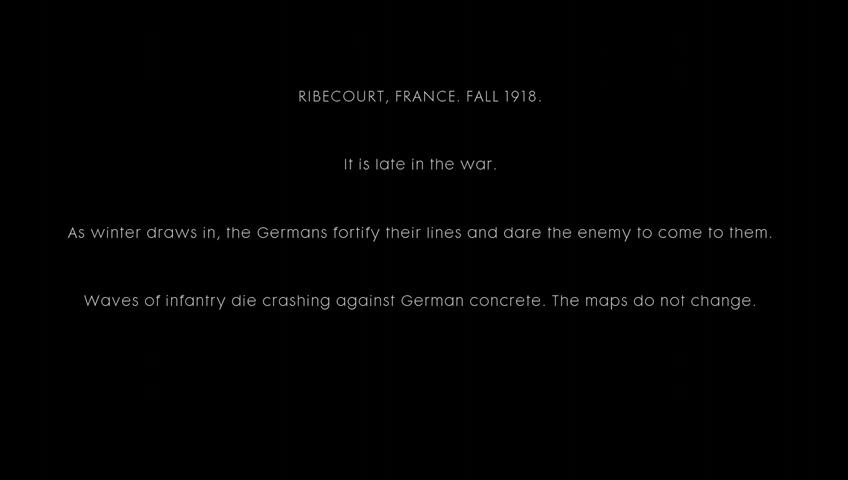 RIBECOURT, FRANCE. FALL 1918.
It is late in the war.
As winter draws in, the Germans fortify their lines and dare the enemy to come to them.
Waves of infantry die crashing against German concrete. The maps do not change.